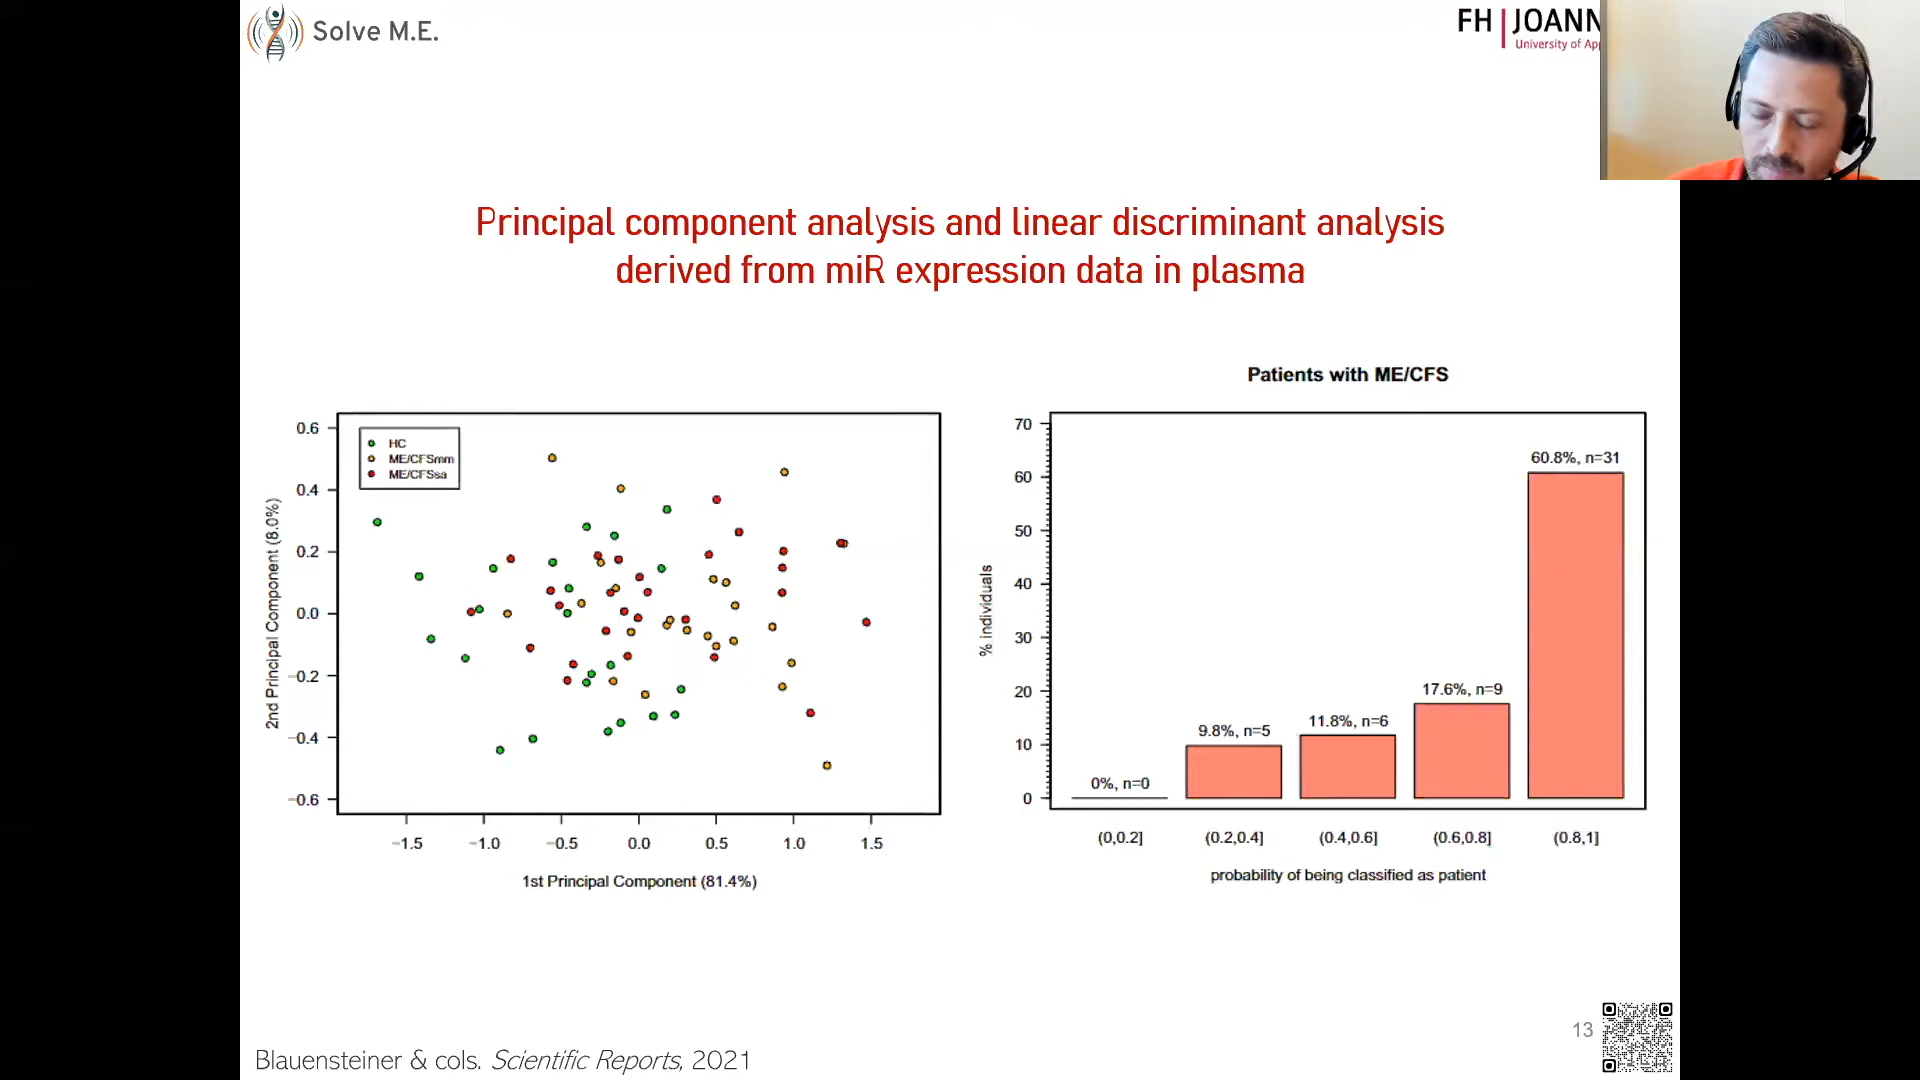 Solve M.E.
FH | JOANN
University of Ap
Principal component analysis and linear discriminant analysis
derived from miR expression data in plasma
HC
ME/CFSmm
ME/CFSsa
0.6
0.4
0.2
0.0
−0.2
−0.4
−0.6
2nd Principal Component (8.0%)
−1.5 −1.0 −0.5 0.0 0.5 1.0 1.5
1st Principal Component (81.4%)
Patients with ME/CFS
70
60
50
40
30
20
10
0
% individuals
0%, n=0
9.8%, n=5
11.8%, n=6
17.6%, n=9
60.8%, n=31
(0,0.2] (0.2,0.4] (0.4,0.6] (0.6,0.8] (0.8,1]
probability of being classified as patient
13
Blauensteiner & cols. Scientific Reports, 2021